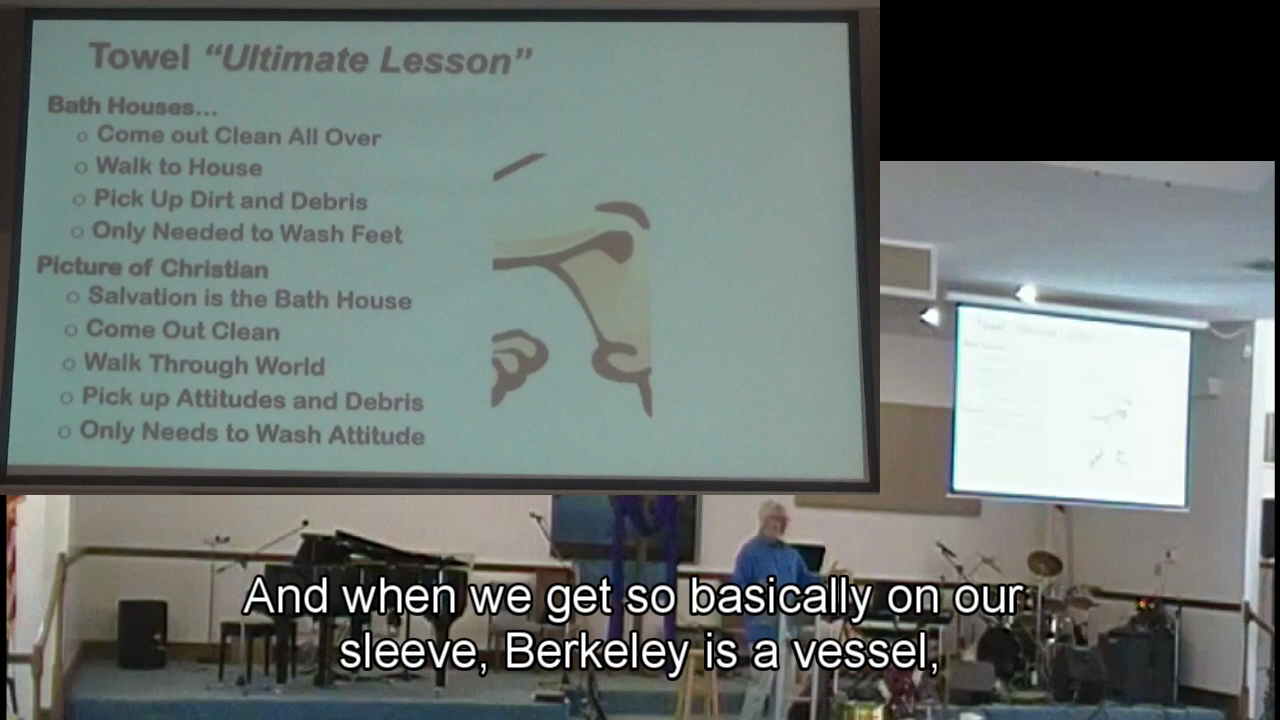 Towel “Ultimate Lesson”
Bath Houses...
o Come out Clean All Over
o Walk to House
o Pick Up Dirt and Debris
o Only Needed to Wash Feet
Picture of Christian
o Salvation is the Bath House
o Come Out Clean
o Walk Through World
o Pick up Attitudes and Debris
o Only Needs to Wash Attitude
And when we get so basically on our
sleeve, Berkeley is a vessel,